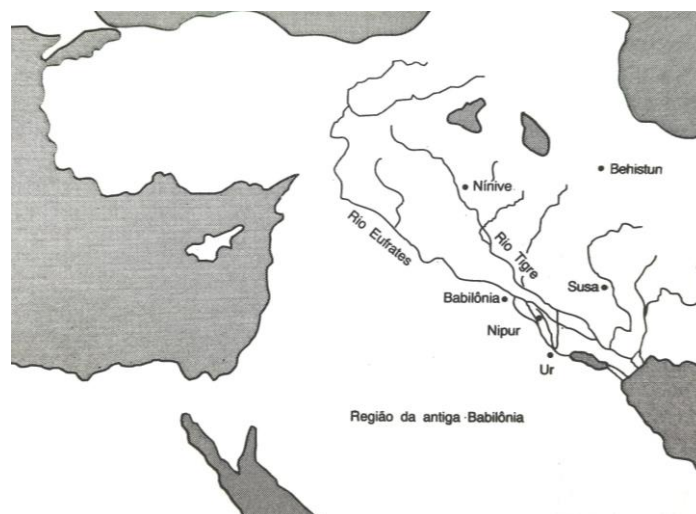 Behistun
Nínive
Rio Eufrates
Rio Tigre
Susa
Babilônia
Nipur
Ur
Região da antiga Babilônia